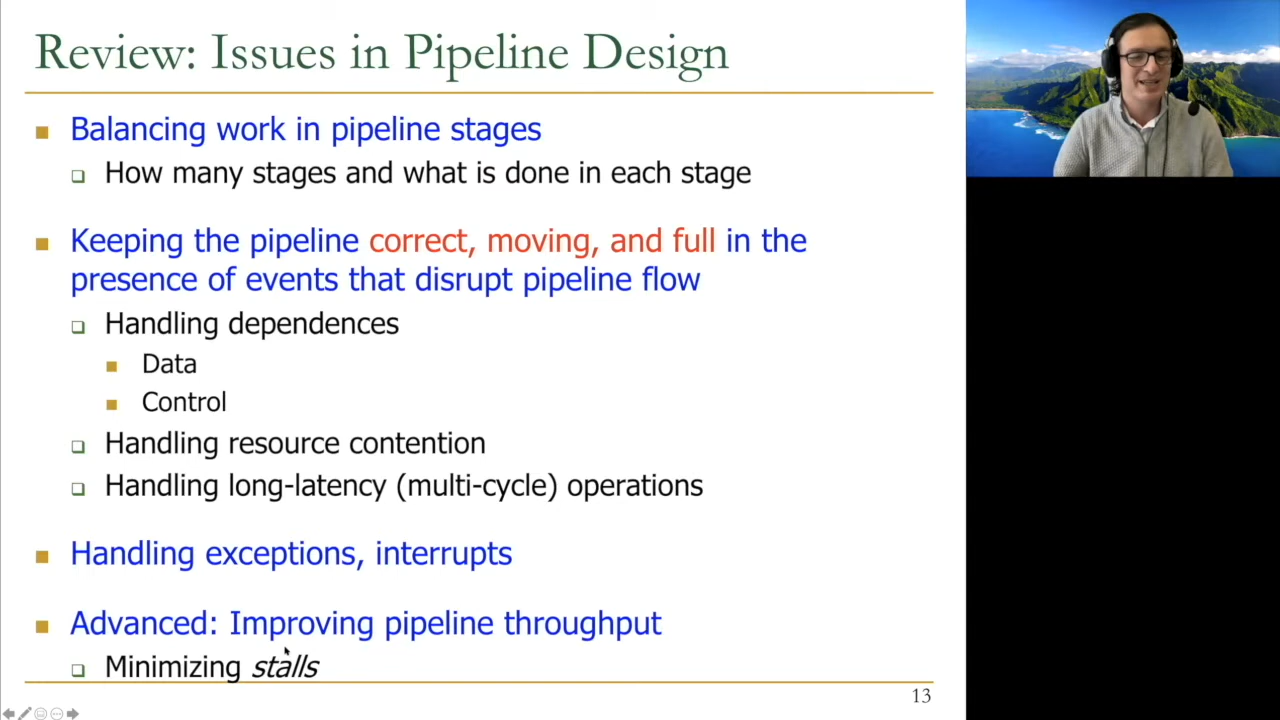 Review: Issues in Pipeline Design
Balancing work in pipeline stages
How many stages and what is done in each stage
Keeping the pipeline correct, moving, and full in the
presence of events that disrupt pipeline flow
Handling dependences
Data
Control
Handling resource contention
Handling long-latency (multi-cycle) operations
Handling exceptions, interrupts
Advanced: Improving pipeline throughput
Minimizing stalls
13